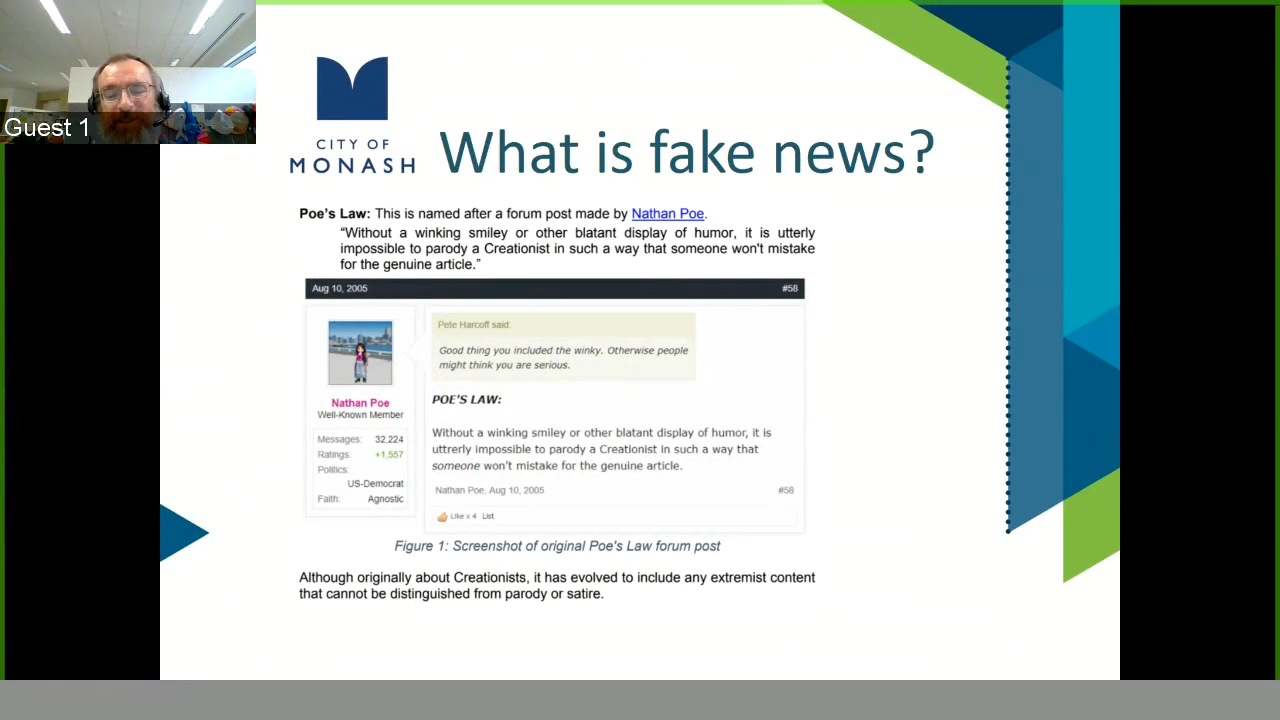 Guest 1
CITY OF
MONASH
What is fake news?
Poe's Law: This is named after a forum post made by Nathan Poe.
“Without a winking smiley or other blatant display of humor, it is utterly
impossible to parody a Creationist in such a way that someone won't mistake
for the genuine article.”
Aug 10, 2005 #58
Pete Harcoff said:
Good thing you included the winky. Otherwise people
might think you are serious.
POE'S LAW:
Nathan Poe
Well-Known Member
Messages: 32,224
Ratings: +1,557
Politics:
US-Democrat
Faith: Agnostic
Without a winking smiley or other blatant display of humor, it is
uttrerly impossible to parody a Creationist in such a way that
someone won't mistake for the genuine article.
Nathan Poe, Aug 10, 2005 #58
Like x 4 List
Figure 1: Screenshot of original Poe's Law forum post
Although originally about Creationists, it has evolved to include any extremist content
that cannot be distinguished from parody or satire.